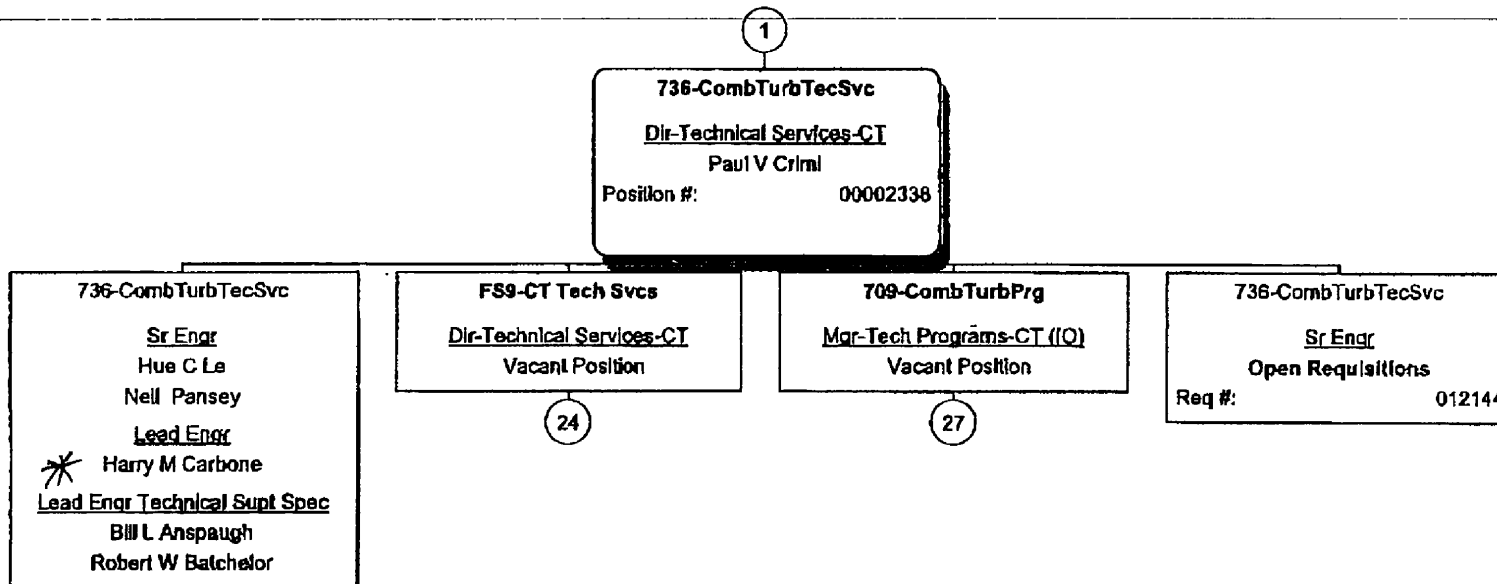 1
736-CombTurbTecSvc
Dir-Technical Services-CT
Paul V Crimi
Position #: 00002338
736-CombTurbTecSvc
Sr Engr
Hue C Le
Neil Pansey
Lead Engr
Harry M Carbone
Lead Engr Technical Supt Spec
Bill L Anspaugh
Robert W Batchelor
FS9-CT Tech Svcs
Dir-Technical Services-CT
Vacant Position
24
709-CombTurbPrg
Mgr-Tech Programs-CT (IO)
Vacant Position
27
736-CombTurbTecSvc
Sr Engr
Open Requisitions
Req #: 012144